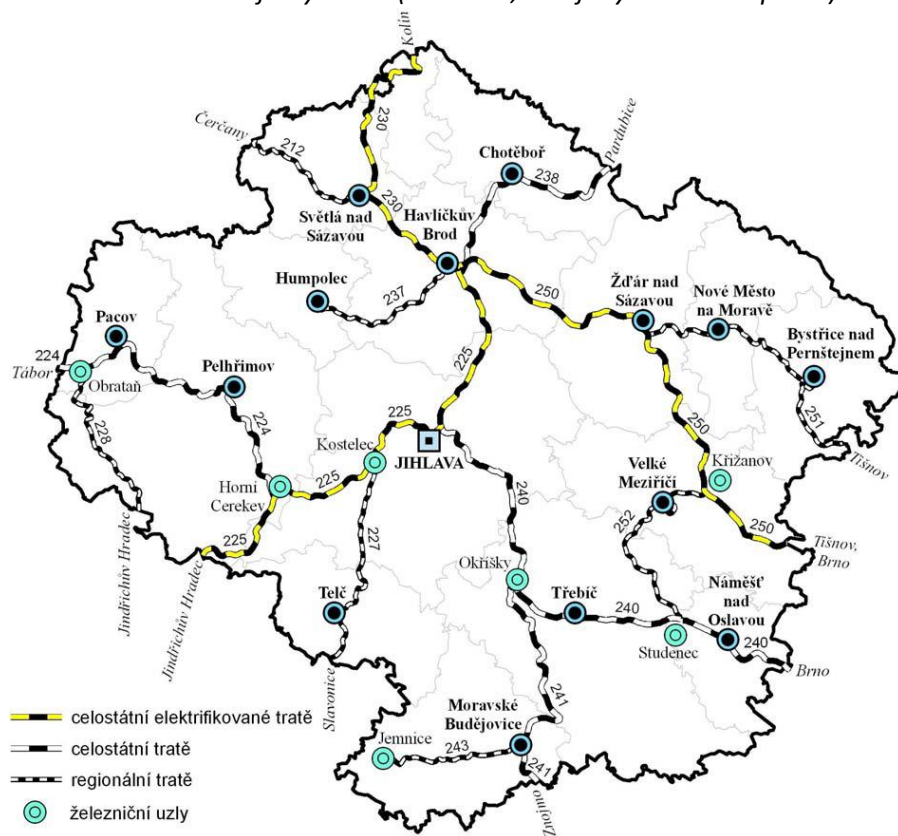 Kolín
230
Čerčany
212
Pardubice
Chotěboř
238
Světlá nad
Sázavou
230
Havlíčkův
Brod
Humpolec
237
250
Žďár nad
Sázavou
Nové Město
na Moravě
Bystřice nad
Pernštejnem
251
Tišnov
Pacov
224
Tábor
Obrataň
228
Pelhřimov
224
225
225
Kostelec
JIHLAVA
225
Horní
Cerekev
225
240
250
Křižanov
Velké
Meziříčí
252
250
Tišnov,
Brno
227
Jindřichův Hradec
Jindřichův Hradec
Telč
Slavonice
Okříšky
Třebíč
240
Náměšť
nad
Oslavou
240
Studenec
Brno
241
Moravské
Budějovice
Jemnice
243
241
Znojmo
celostátní elektrifikované tratě
celostátní tratě
regionální tratě
železniční uzly